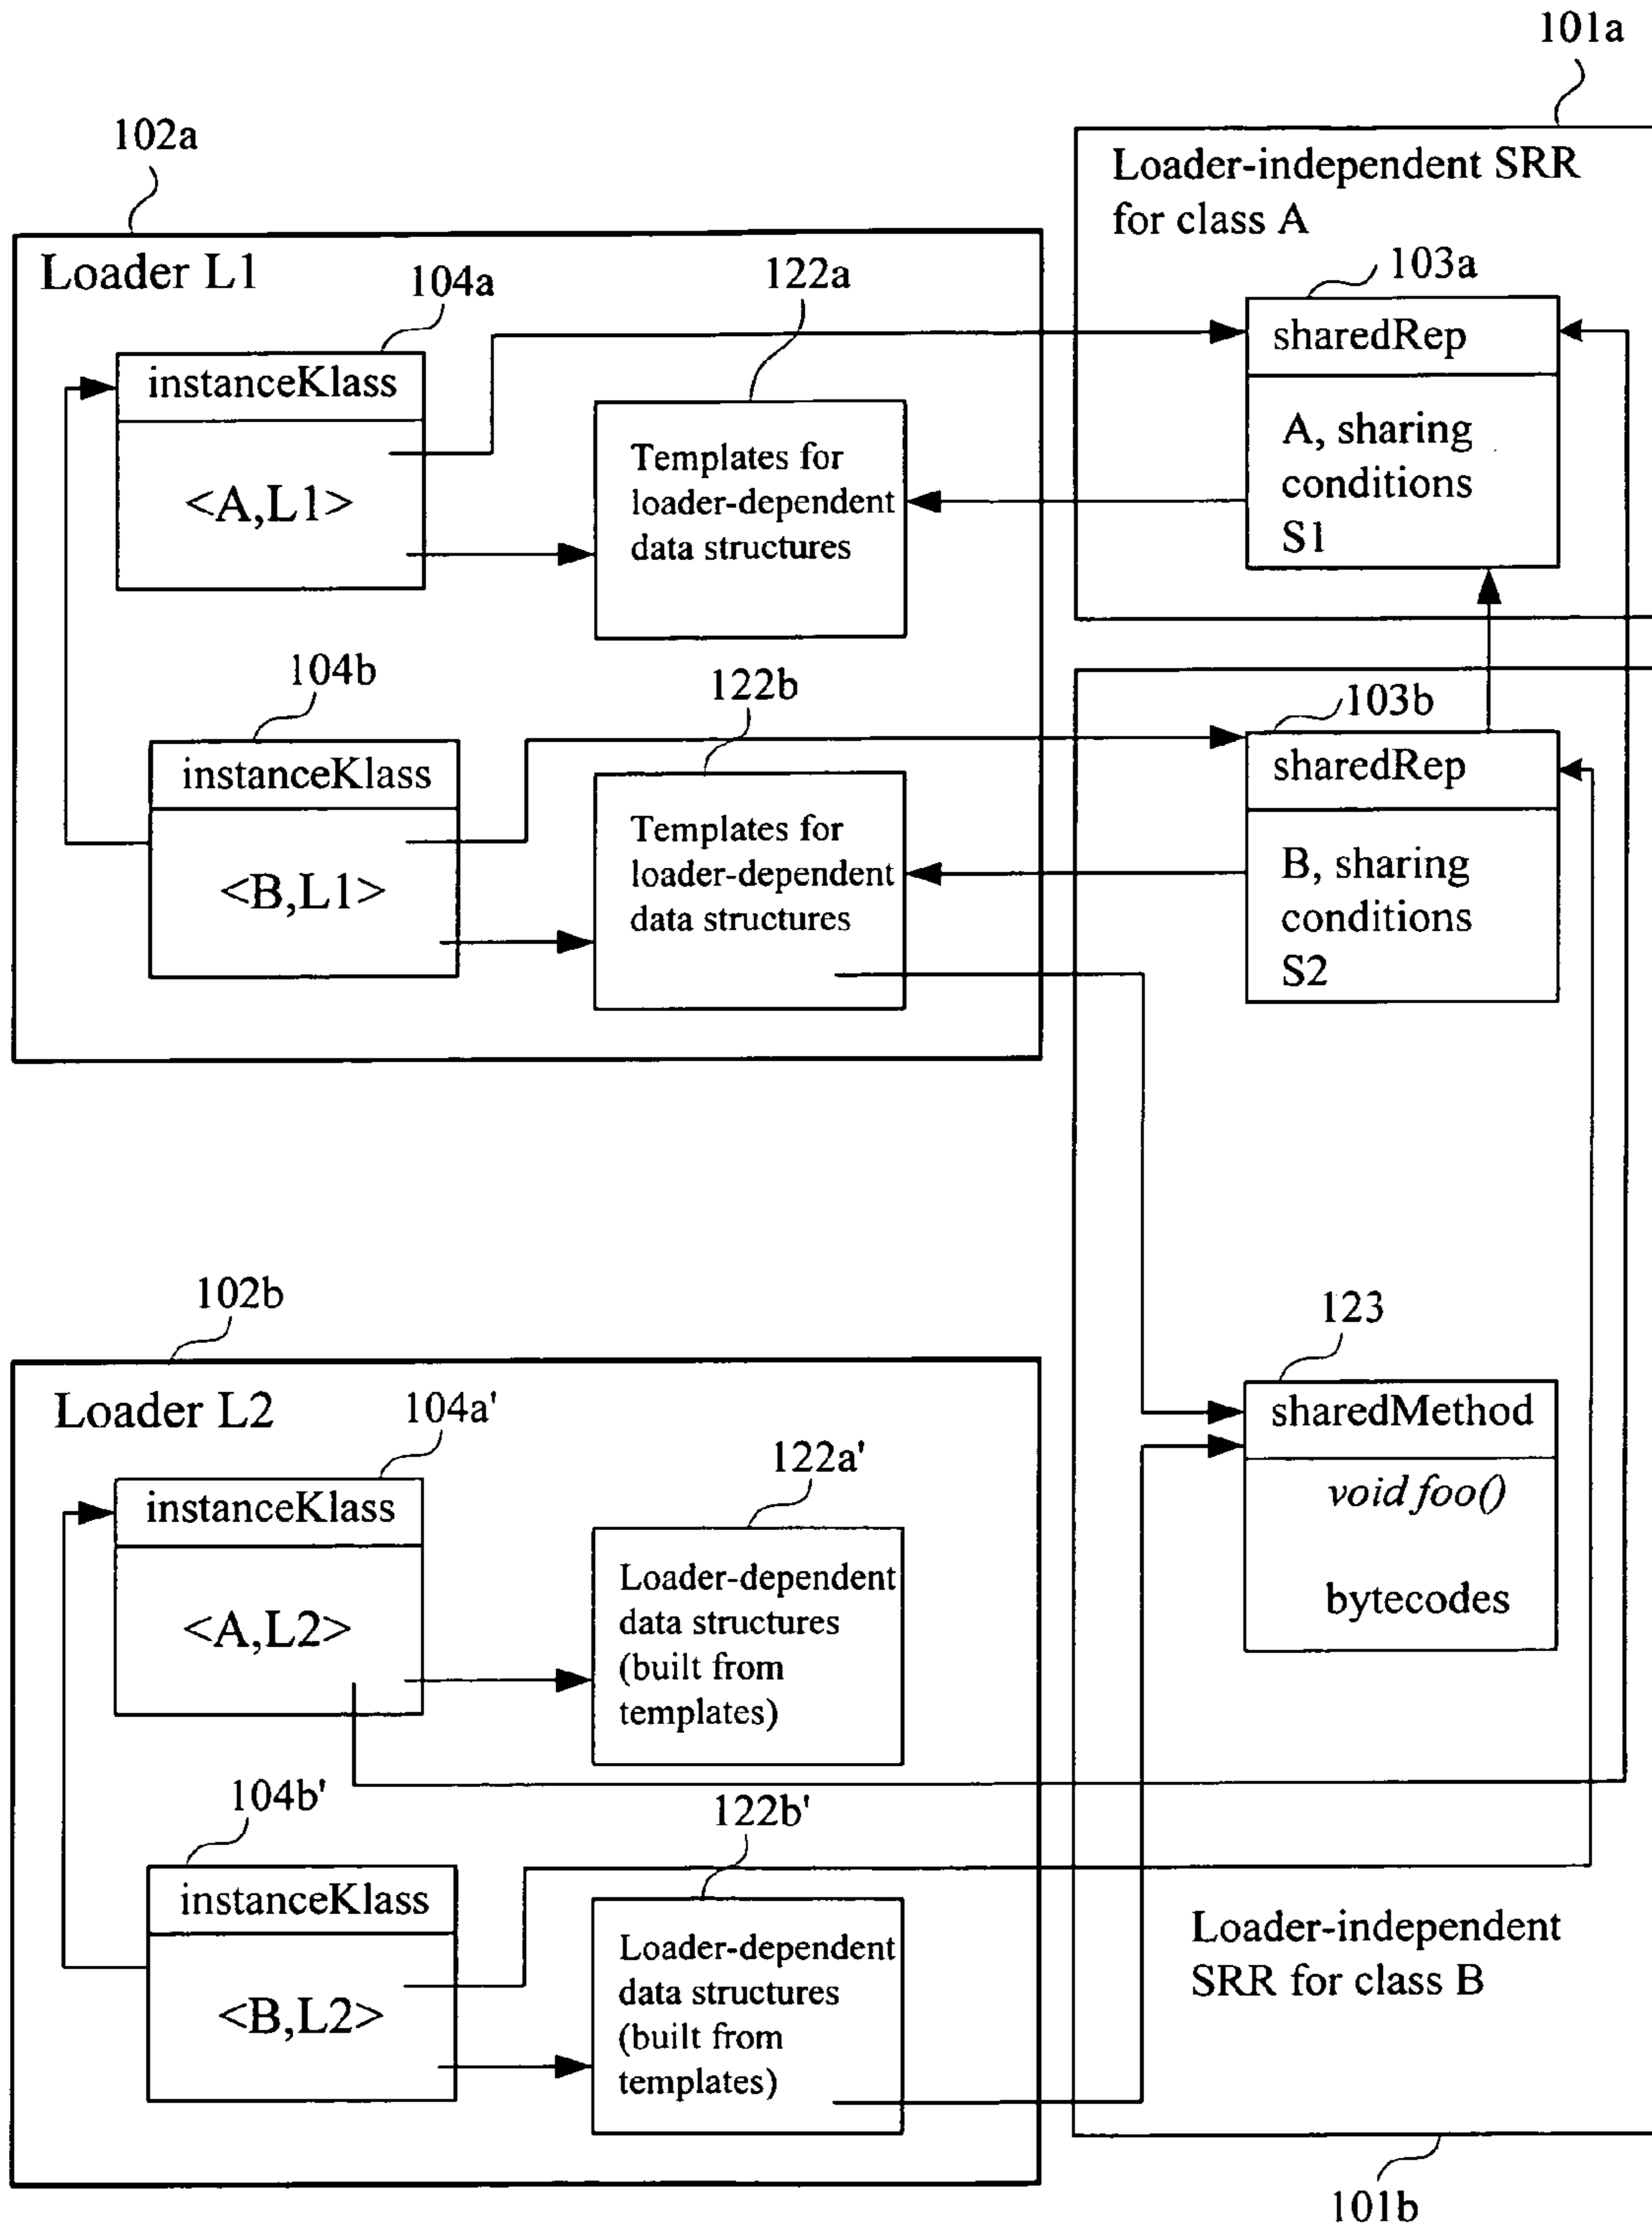 101a
102a
Loader-independent SRR
for class A
Loader L1
104a
122a
103a
instanceKlass
sharedRep
<A,L1>
Templates for
loader-dependent
data structures
A, sharing
conditions
S1
104b
122b
103b
instanceKlass
sharedRep
<B,L1>
Templates for
loader-dependent
data structures
B, sharing
conditions
S2
102b
123
Loader L2
104a'
122a'
sharedMethod
instanceKlass
void foo()
<A,L2>
Loader-dependent
data structures
(built from
templates)
bytecodes
104b'
122b'
instanceKlass
<B,L2>
Loader-dependent
data structures
(built from
templates)
Loader-independent
SRR for class B
101b